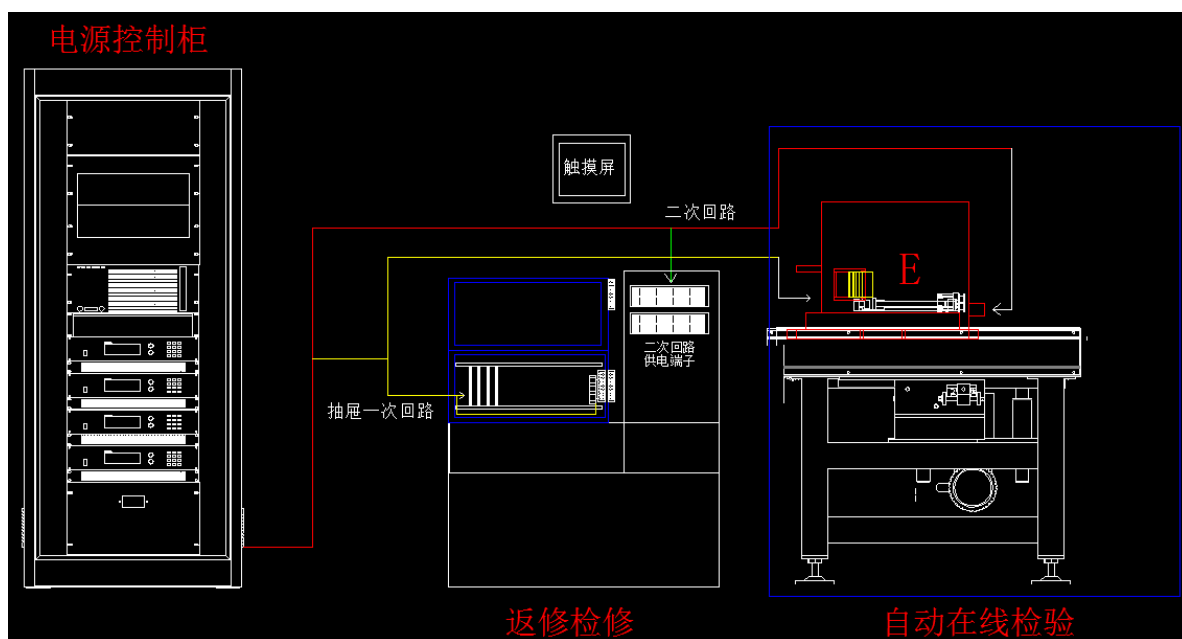 电源控制柜
触摸屏
二次回路
E
二次回路
供电端子
抽屉一次回路
返修检修
自动在线检验